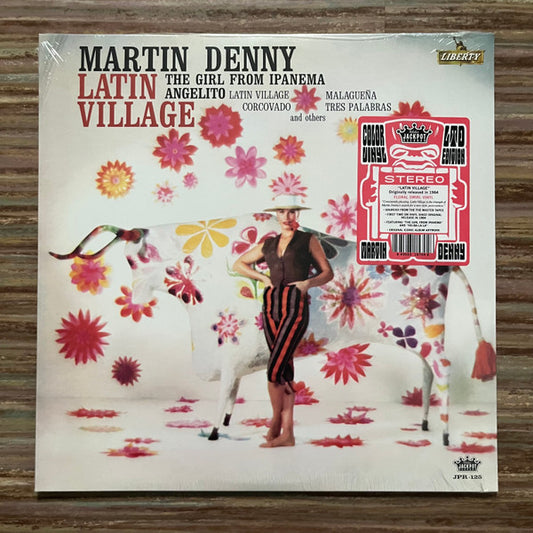 MARTIN DENNY
LATIN
VILLAGE
THE GIRL FROM IPANEMA
ANGELITO LATIN VILLAGE MALAGUEÑA
CORCOVADO TRES PALABRAS
and others
LIBERTY
COLOR
VINYL
JACKPOT
LTD
EDITION
STEREO
"LATIN VILLAGE"
Originally released in 1964
FLORAL SWIRL VINYL
MARTIN
DENNY
JACKPOT
JPR-125